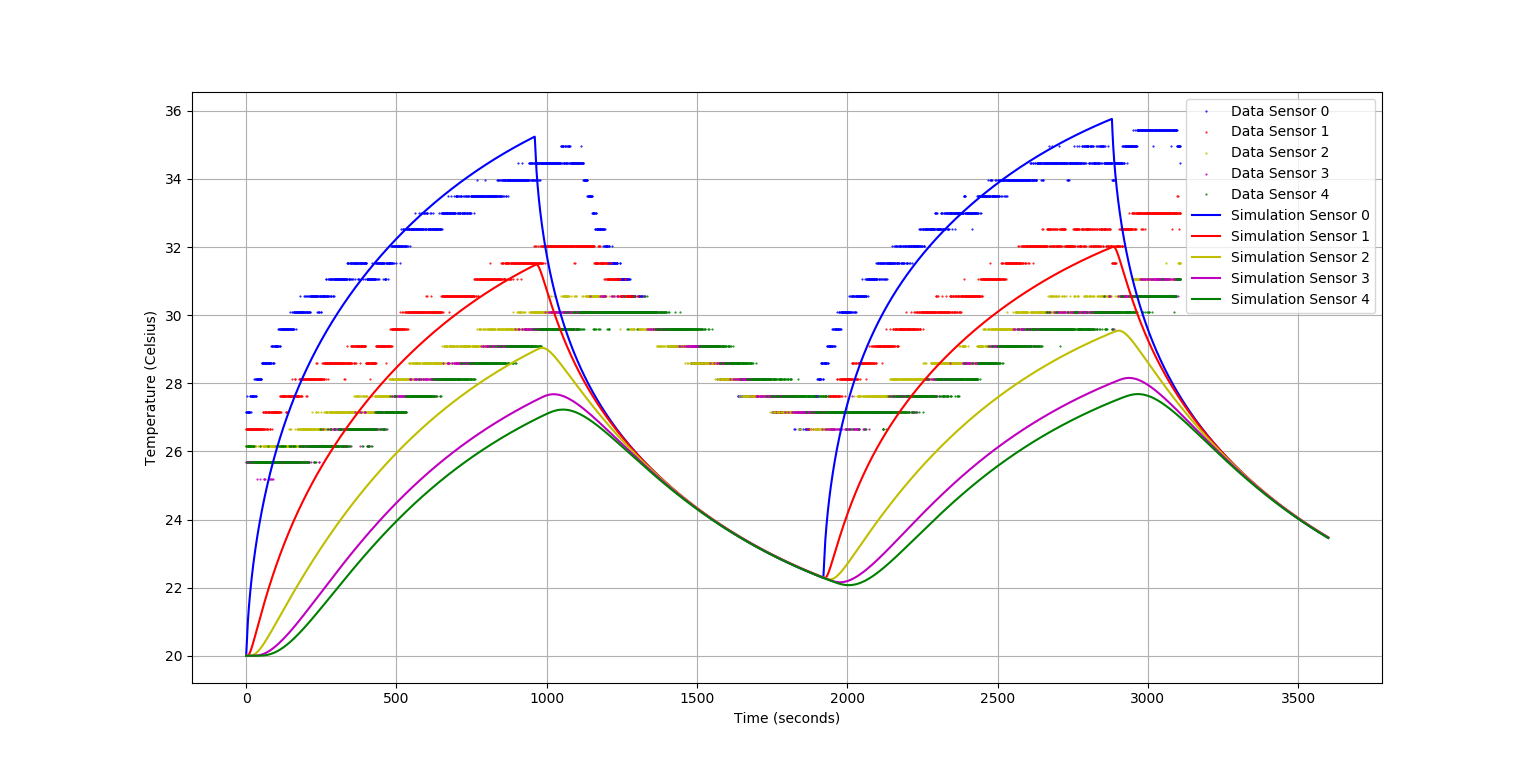 36
34
32
30
28
26
24
22
20
Temperature (Celsius)
0
500
1000
1500
2000
2500
3000
3500
Time (seconds)
Data Sensor 0
Data Sensor 1
Data Sensor 2
Data Sensor 3
Data Sensor 4
Simulation Sensor 0
Simulation Sensor 1
Simulation Sensor 2
Simulation Sensor 3
Simulation Sensor 4